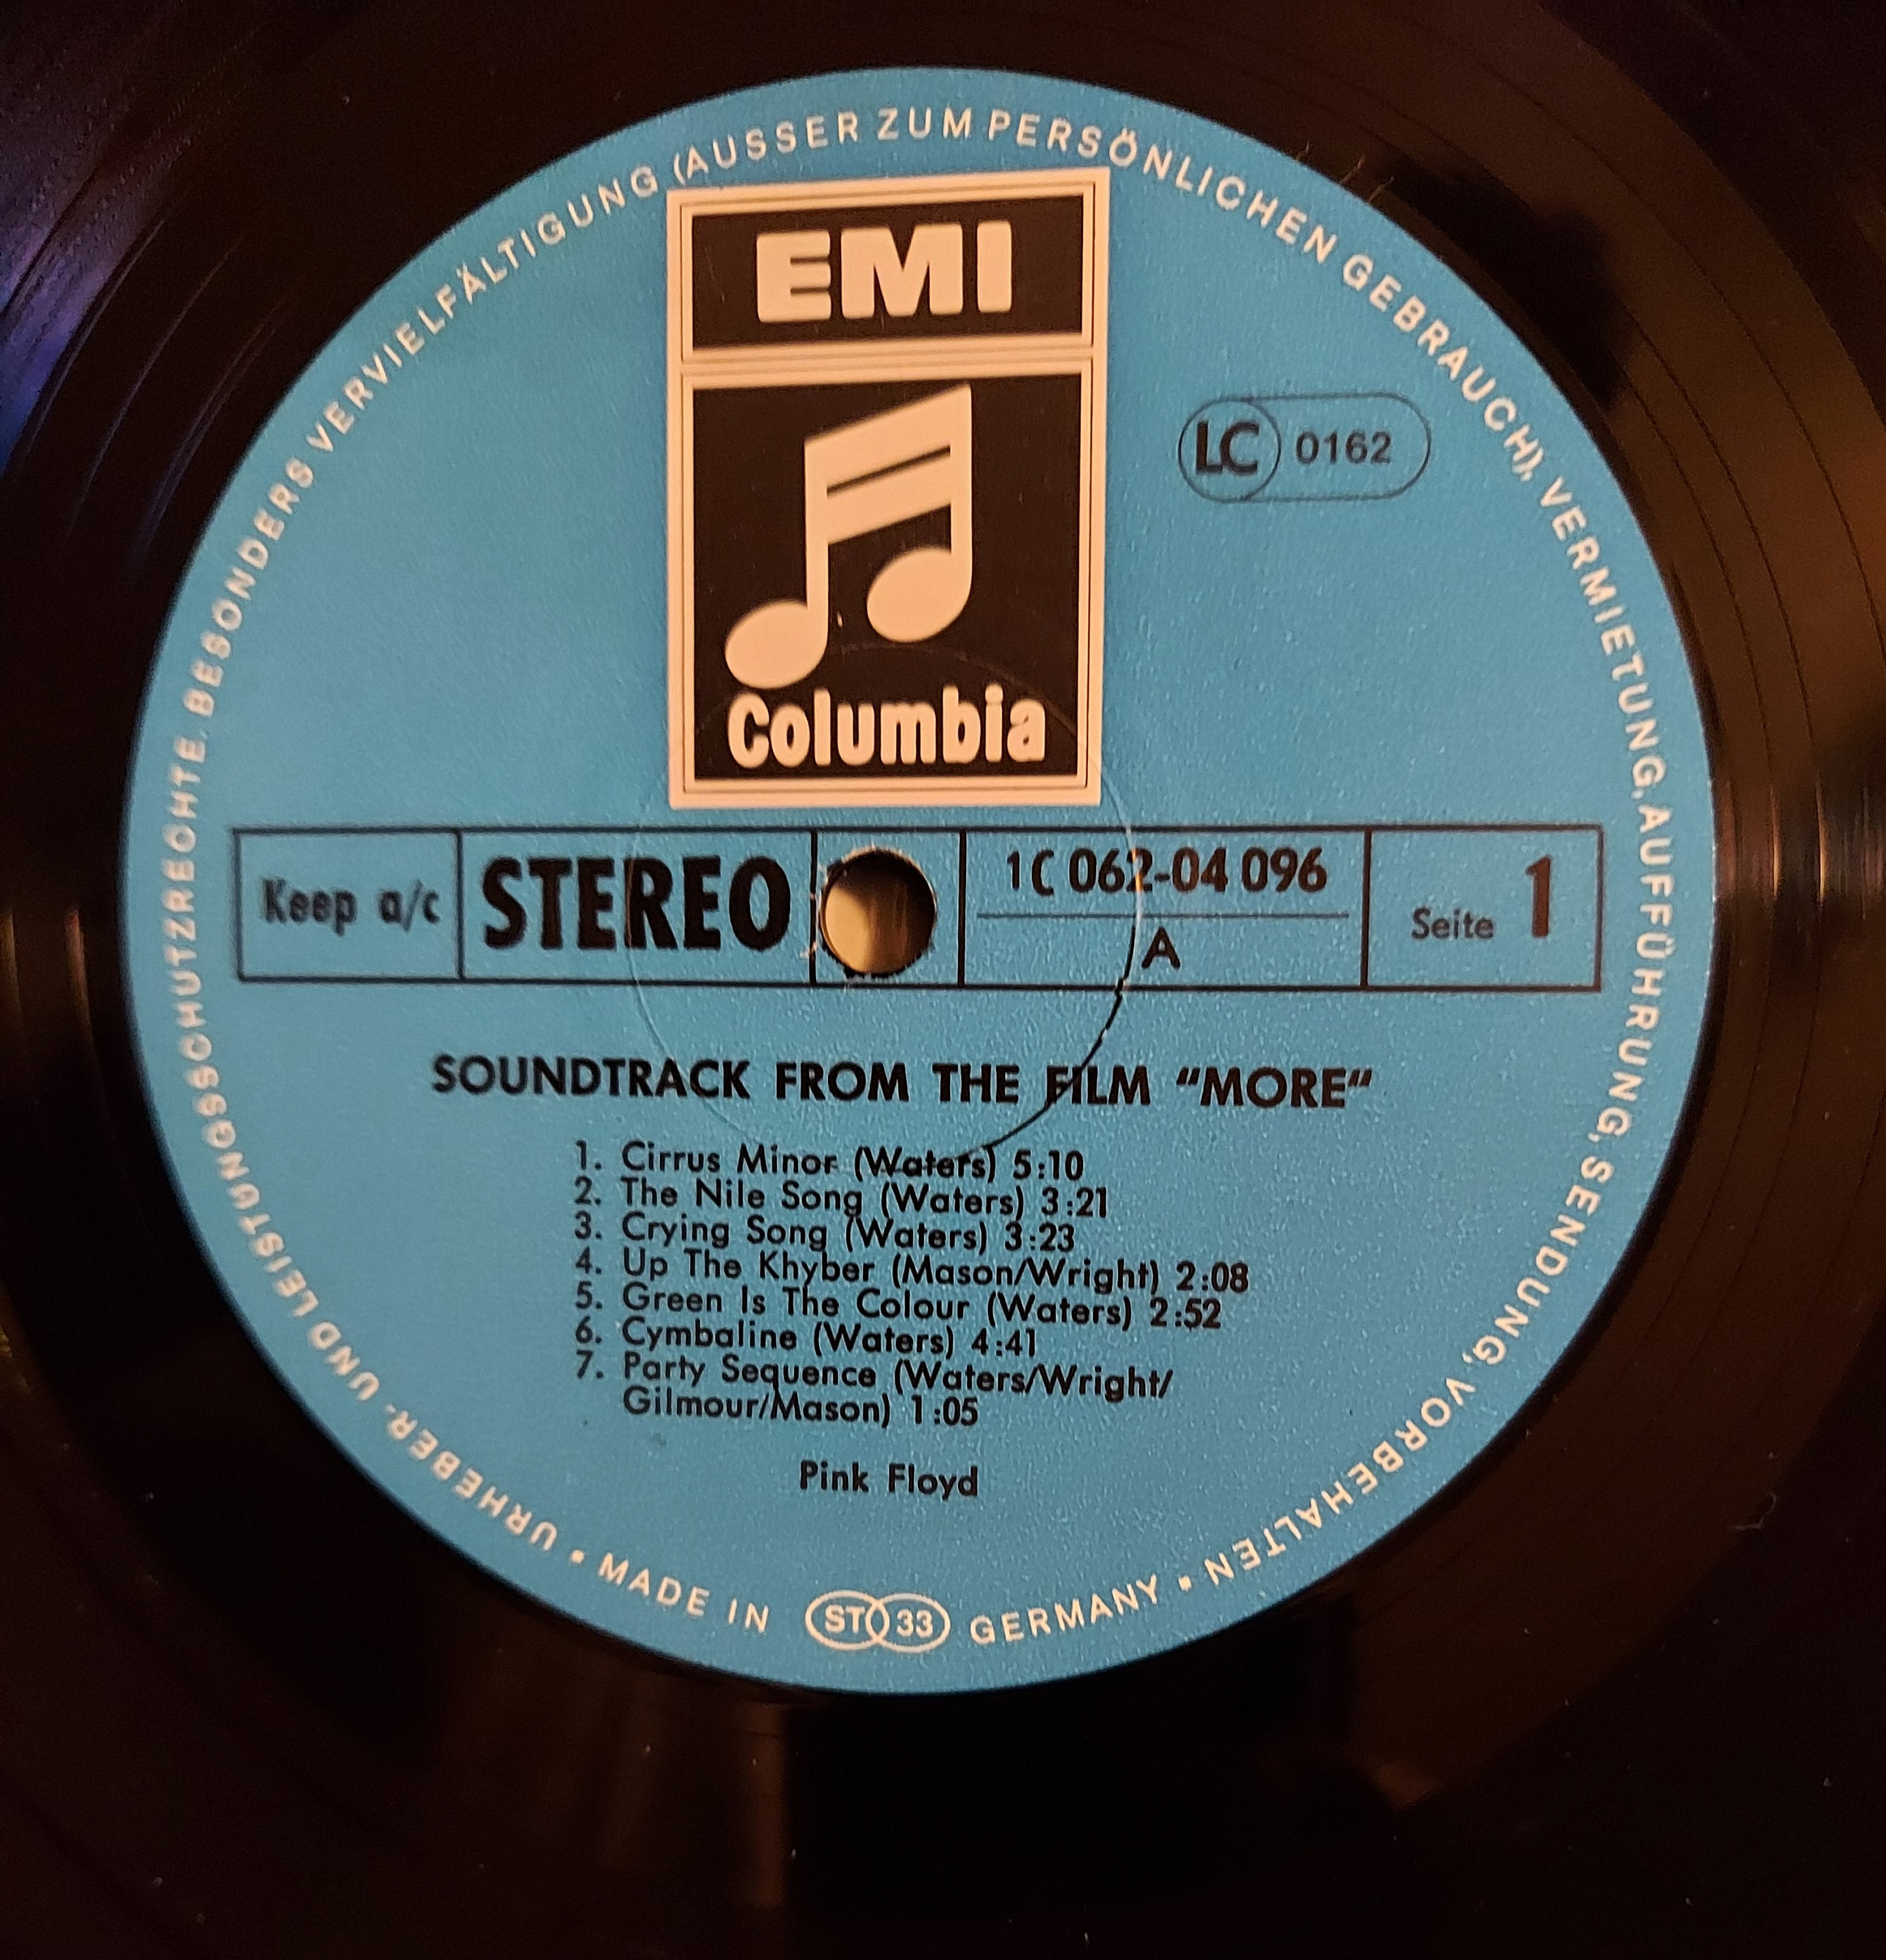 URHEBER- UND LEISTUNGSSCHUTZRECHTE. BESONDERS VERVIELFÄLTIGUNG (AUSSER ZUM PERSÖNLICHEN GEBRAUCH), VERMIETUNG, AUFFÜHRUNG, SENDUNG, VORBEHALTEN
EMI
Columbia
LC 0162
Keep a/c
STEREO
1C 062-04 096
A
Seite 1
SOUNDTRACK FROM THE FILM “MORE”
1. Cirrus Minor (Waters) 5:10
2. The Nile Song (Waters) 3:21
3. Crying Song (Waters) 3:23
4. Up The Khyber (Mason/Wright) 2:08
5. Green Is The Colour (Waters) 2:52
6. Cymbaline (Waters) 4:41
7. Party Sequence (Waters/Wright/
Gilmour/Mason) 1:05
Pink Floyd
▪ MADE IN ST 33 GERMANY ▪